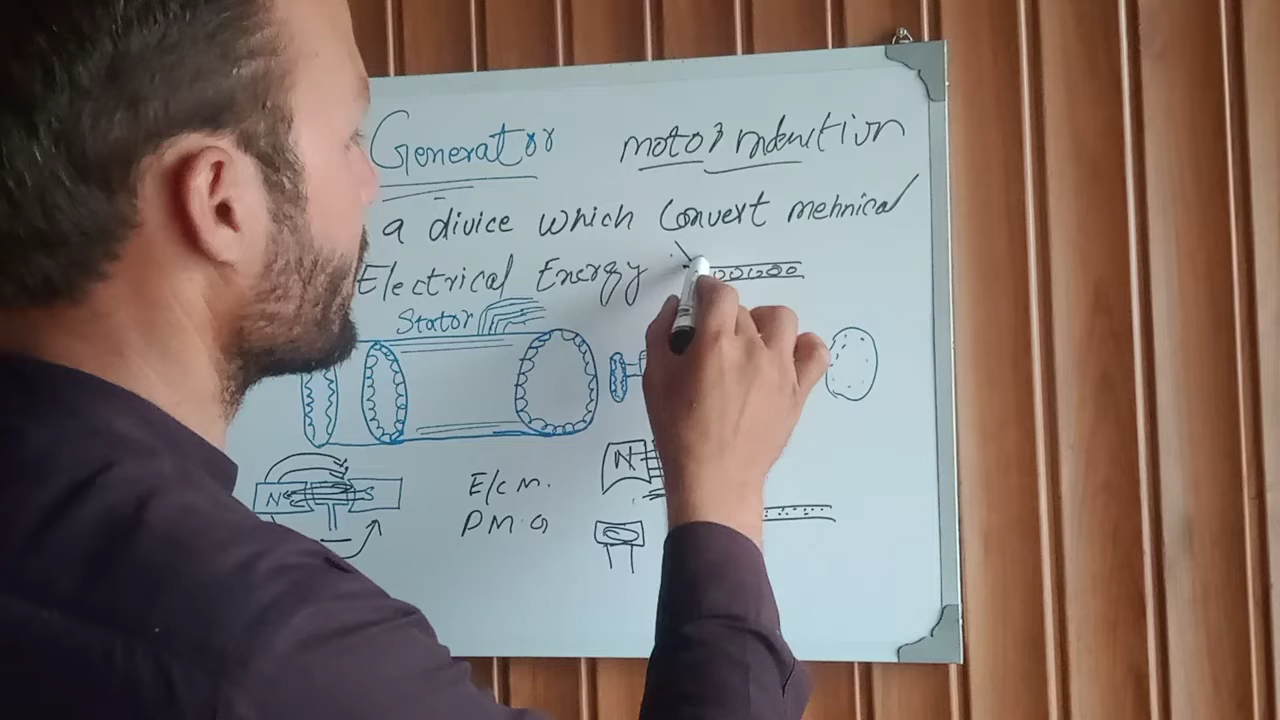 Generator motor induction
a divice which Convert mehnical
Electrical Energy
Stator
N S
N
E/c M.
P M G